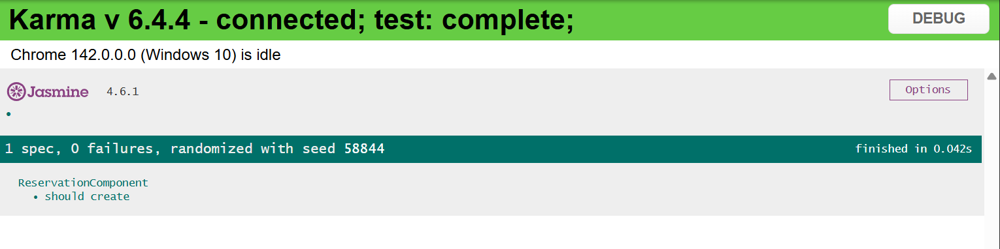 Karma v 6.4.4 - connected; test: complete;
DEBUG
Chrome 142.0.0.0 (Windows 10) is idle
Jasmine 4.6.1
Options
•
1 spec, 0 failures, randomized with seed 58844
finished in 0.042s
ReservationComponent
• should create